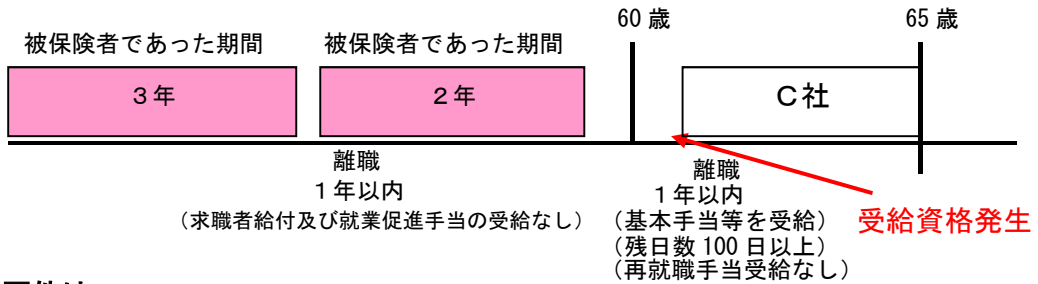 60 歳
65 歳
被保険者であった期間
被保険者であった期間
3年
2年
C社
離職
1年以内
(求職者給付及び就業促進手当の受給なし)
離職
1年以内
(基本手当等を受給)
(残日数 100 日以上)
(再就職手当受給なし)
受給資格発生